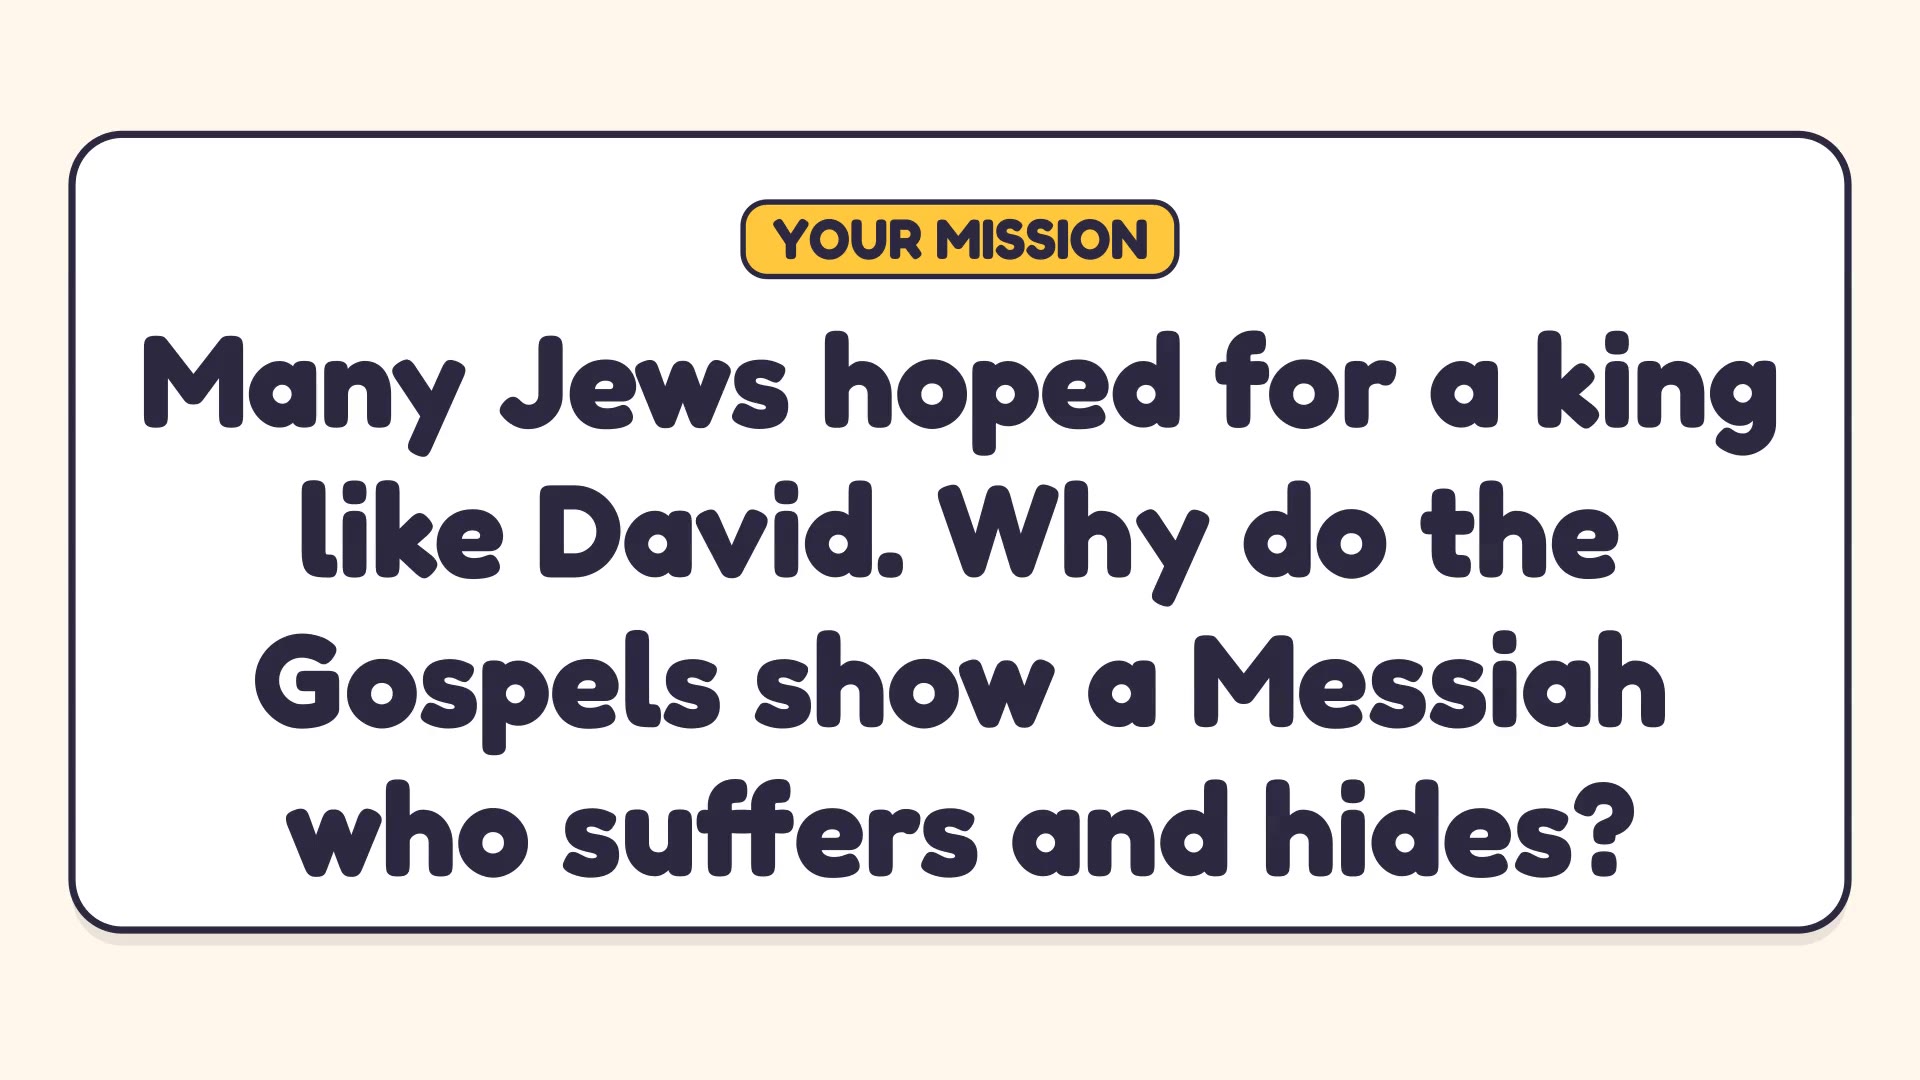 YOUR MISSION
Many Jews hoped for a king
like David. Why do the
Gospels show a Messiah
who suffers and hides?